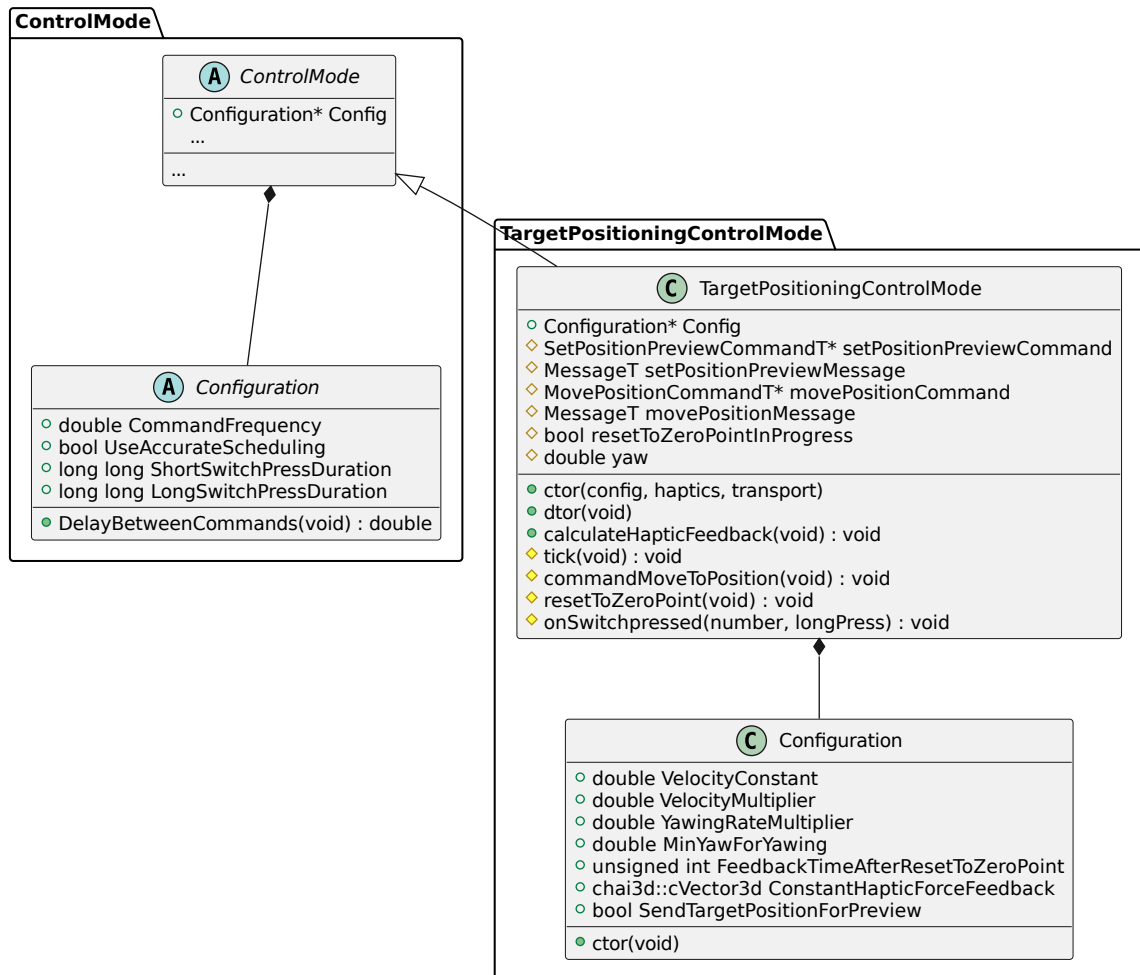 ControlMode
A ControlMode
Configuration* Config
...
...
TargetPositioningControlMode
C TargetPositioningControlMode
Configuration* Config
SetPositionPreviewCommandT* setPositionPreviewCommand
MessageT setPositionPreviewMessage
MovePositionCommandT* movePositionCommand
MessageT movePositionMessage
bool resetToZeroPointInProgress
double yaw
ctor(config, haptics, transport)
dtor(void)
calculateHapticFeedback(void) : void
tick(void) : void
commandMoveToPosition(void) : void
resetToZeroPoint(void) : void
onSwitchpressed(number, longPress) : void
A Configuration
double CommandFrequency
bool UseAccurateScheduling
long long ShortSwitchPressDuration
long long LongSwitchPressDuration
DelayBetweenCommands(void) : double
C Configuration
double VelocityConstant
double VelocityMultiplier
double YawingRateMultiplier
double MinYawForYawing
unsigned int FeedbackTimeAfterResetToZeroPoint
chai3d::cVector3d ConstantHapticForceFeedback
bool SendTargetPositionForPreview
ctor(void)